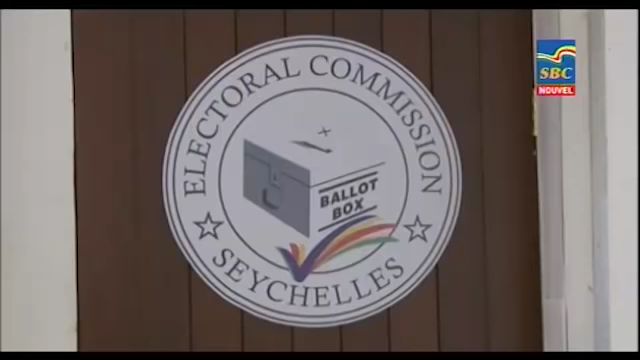 ELECTORAL COMMISSION
SEYCHELLES
BALLOT
BOX
SBC
NOUVEL